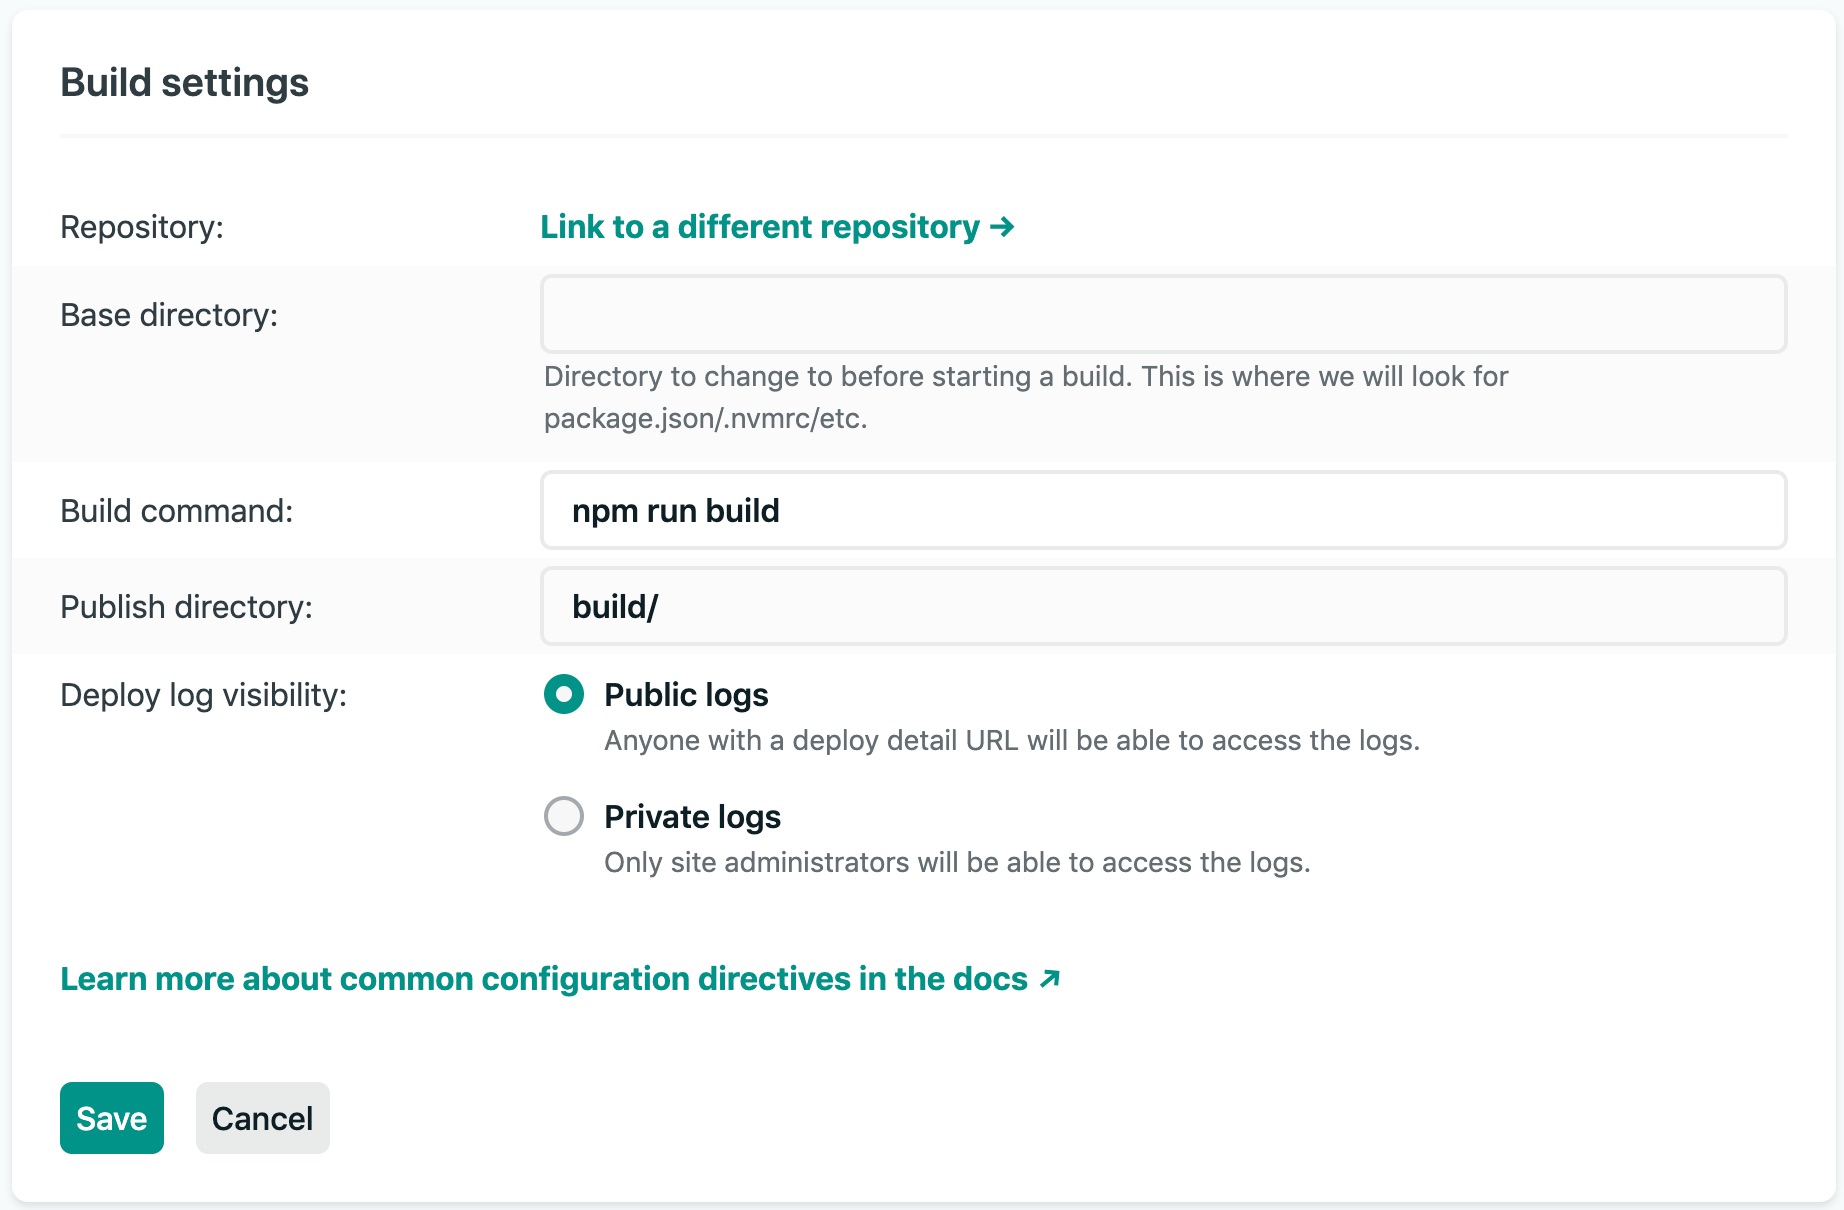 Build settings
Repository:
Link to a different repository →
Base directory:
Directory to change to before starting a build. This is where we will look for
package.json/.nvmrc/etc.
Build command:
npm run build
Publish directory:
build/
Deploy log visibility:
Public logs
Anyone with a deploy detail URL will be able to access the logs.
Private logs
Only site administrators will be able to access the logs.
Learn more about common configuration directives in the docs ↗
Save
Cancel